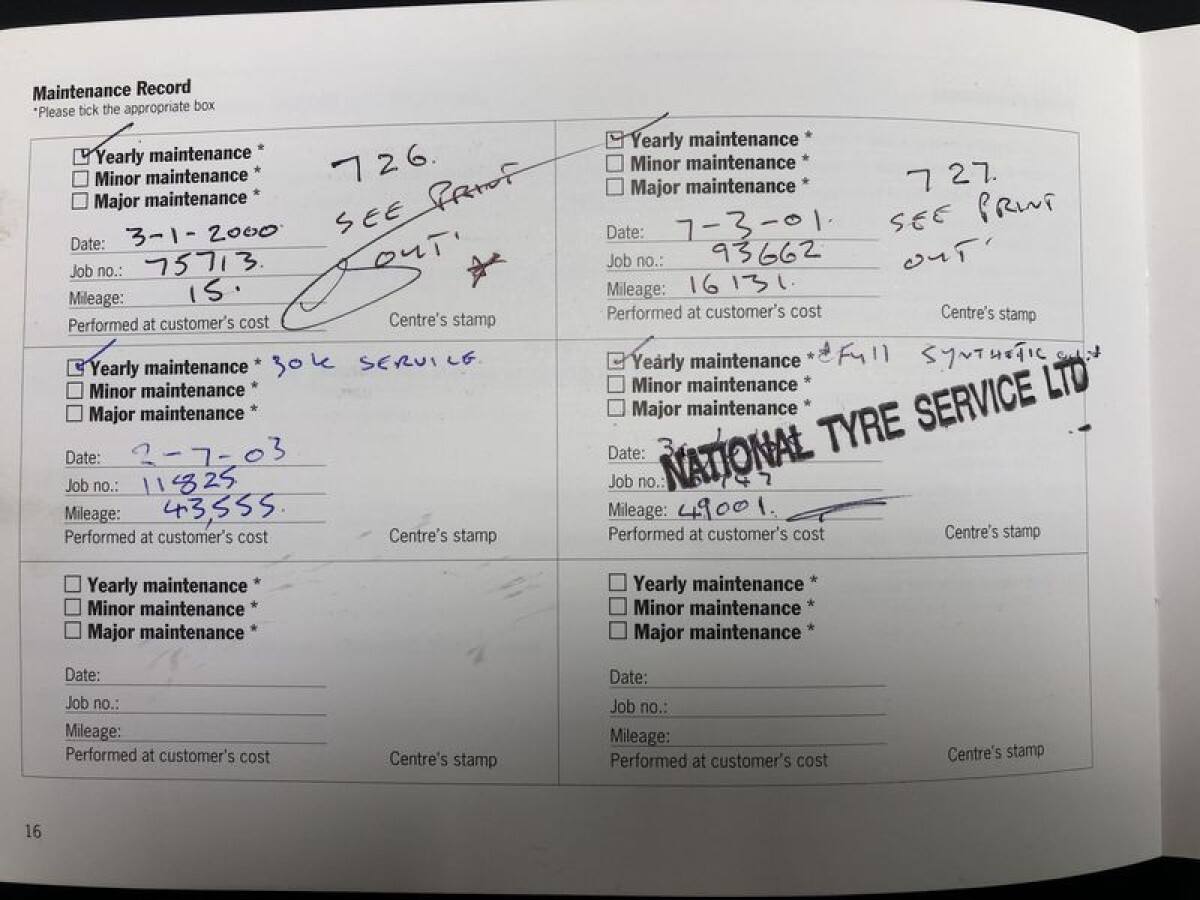 Maintenance Record
*Please tick the appropriate box
Yearly maintenance *
Minor maintenance *
Major maintenance *
726.
SEE PRINT
OUT'
Date: 3-1-2000
Job no.: 75713.
Mileage: 15.
Performed at customer's cost
Centre's stamp
Yearly maintenance *
Minor maintenance *
Major maintenance *
727.
SEE PRINT
OUT'
Date: 7-3-01.
Job no.: 93662
Mileage: 16131.
Performed at customer's cost
Centre's stamp
Yearly maintenance * 30K SERVICE
Minor maintenance *
Major maintenance *
Date: 2-7-03
Job no.: 118825
Mileage: 43,555.
Performed at customer's cost
Centre's stamp
Yearly maintenance * Full SYNTHETIC
Minor maintenance *
Major maintenance *
NATIONAL TYRE SERVICE LTD
Date:
Job no.:
Mileage: 49001.
Performed at customer's cost
Centre's stamp
Yearly maintenance *
Minor maintenance *
Major maintenance *
Date:
Job no.:
Mileage:
Performed at customer's cost
Centre's stamp
Yearly maintenance *
Minor maintenance *
Major maintenance *
Date:
Job no.:
Mileage:
Performed at customer's cost
Centre's stamp
16